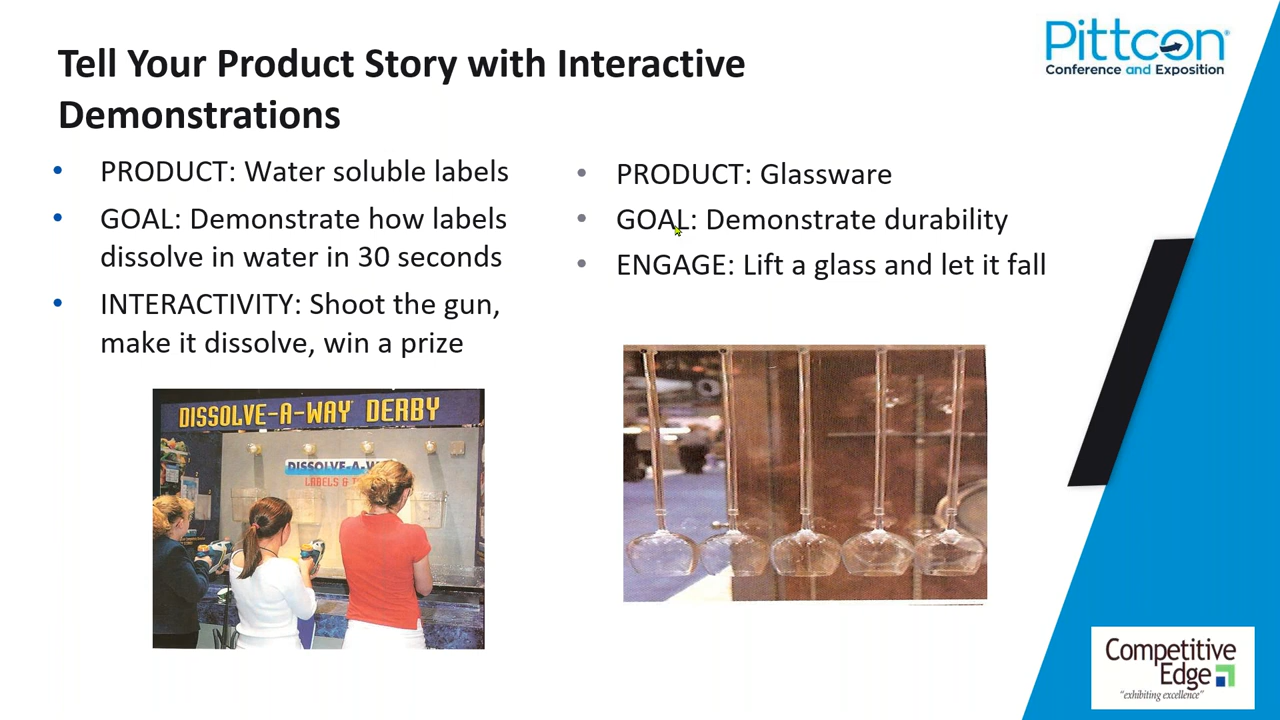 Tell Your Product Story with Interactive
Demonstrations
Pittcon
Conference and Exposition
• PRODUCT: Water soluble labels
• GOAL: Demonstrate how labels
dissolve in water in 30 seconds
• INTERACTIVITY: Shoot the gun,
make it dissolve, win a prize
DISSOLVE-A-WAY DERBY
DISSOLVE-A-W
LABELS & T
• PRODUCT: Glassware
• GOAL: Demonstrate durability
• ENGAGE: Lift a glass and let it fall
Competitive
Edge
"exhibiting excellence"